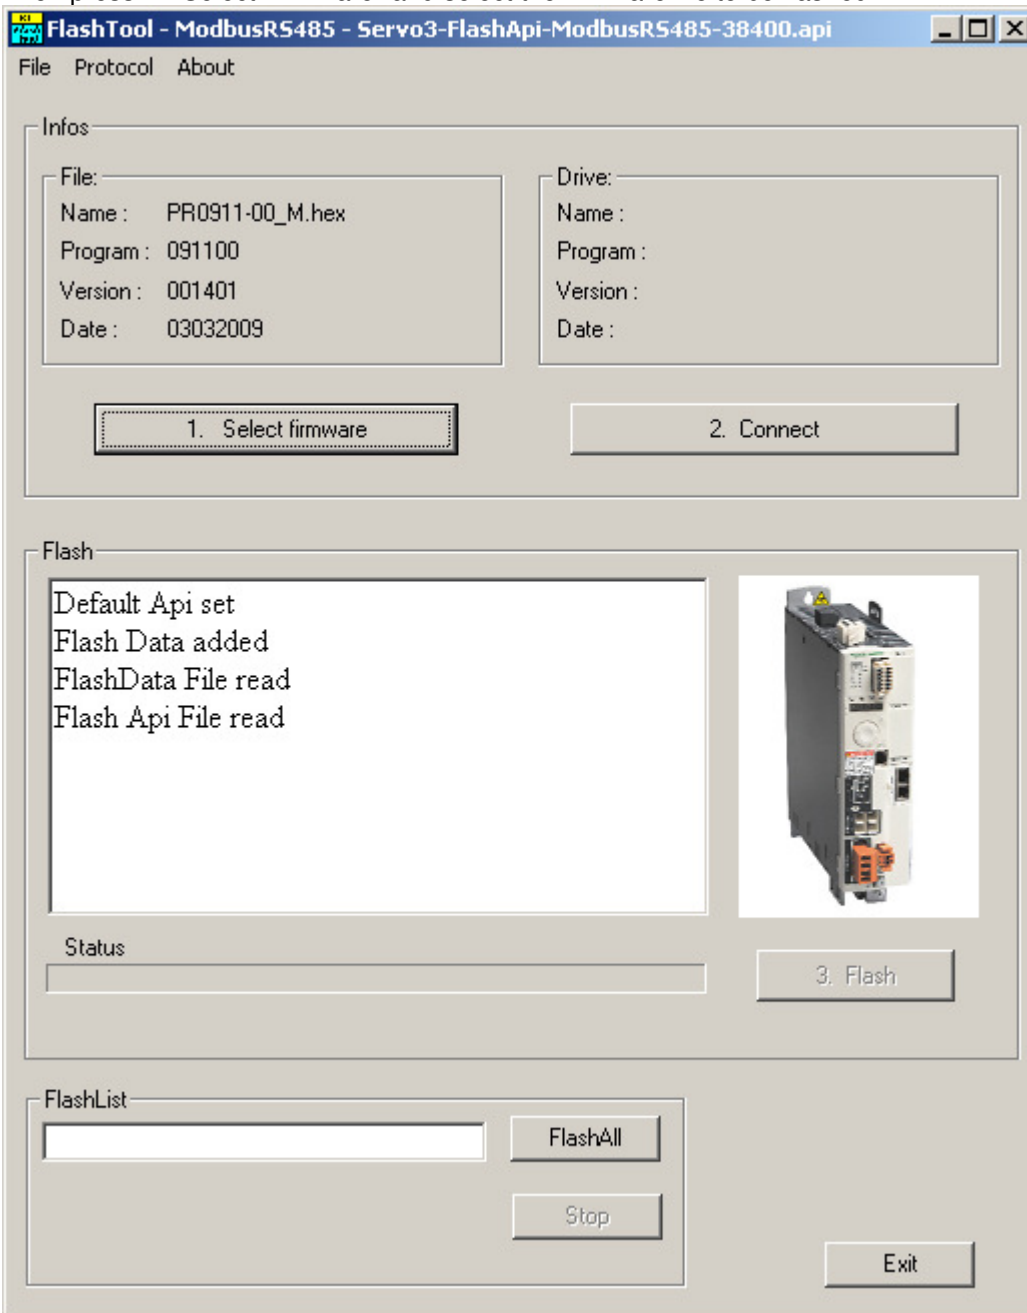 FlashTool - ModbusRS485 - Servo3-FlashApi-ModbusRS485-38400.api
File Protocol About
Infos
File:
Name : PR0911-00_M.hex
Program : 091100
Version : 001401
Date : 03032009
Drive:
Name :
Program :
Version :
Date :
1. Select firmware
2. Connect
Flash
Default Api set
Flash Data added
FlashData File read
Flash Api File read
Status
3. Flash
FlashList
FlashAll
Stop
Exit